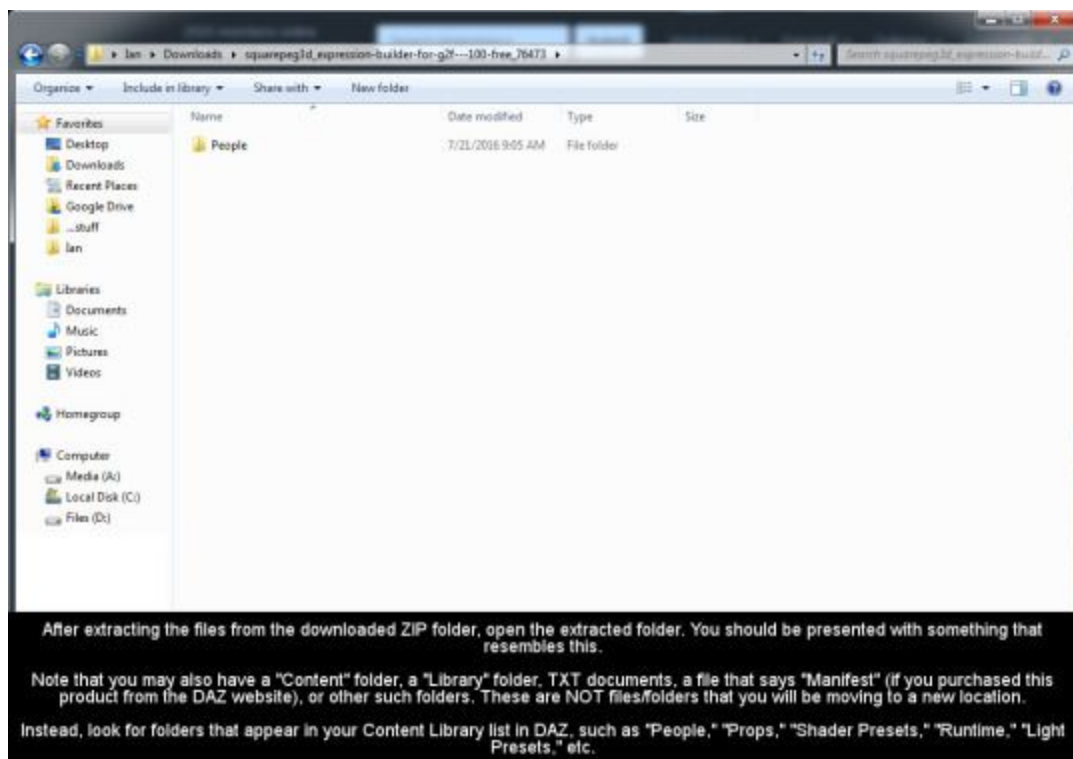 Ian ▸ Downloads ▸ squarepeg3d_expression-builder-for-g2f---100-free_76473 ▸
Search squarepeg3d_expression-build...
Organize
Include in library
Share with
New folder
Name
Date modified
Type
Size
Favorites
Desktop
Downloads
Recent Places
Google Drive
...stuff
Ian
People
7/21/2016 9:05 AM
File folder
Libraries
Documents
Music
Pictures
Videos
Homegroup
Computer
Media (A:)
Local Disk (C:)
Files (D:)
After extracting the files from the downloaded ZIP folder, open the extracted folder. You should be presented with something that
resembles this.
Note that you may also have a "Content" folder, a "Library" folder, TXT documents, a file that says "Manifest" (if you purchased this
product from the DAZ website), or other such folders. These are NOT files/folders that you will be moving to a new location.
Instead, look for folders that appear in your Content Library list in DAZ, such as "People," "Props," "Shader Presets," "Runtime," "Light
Presets," etc.